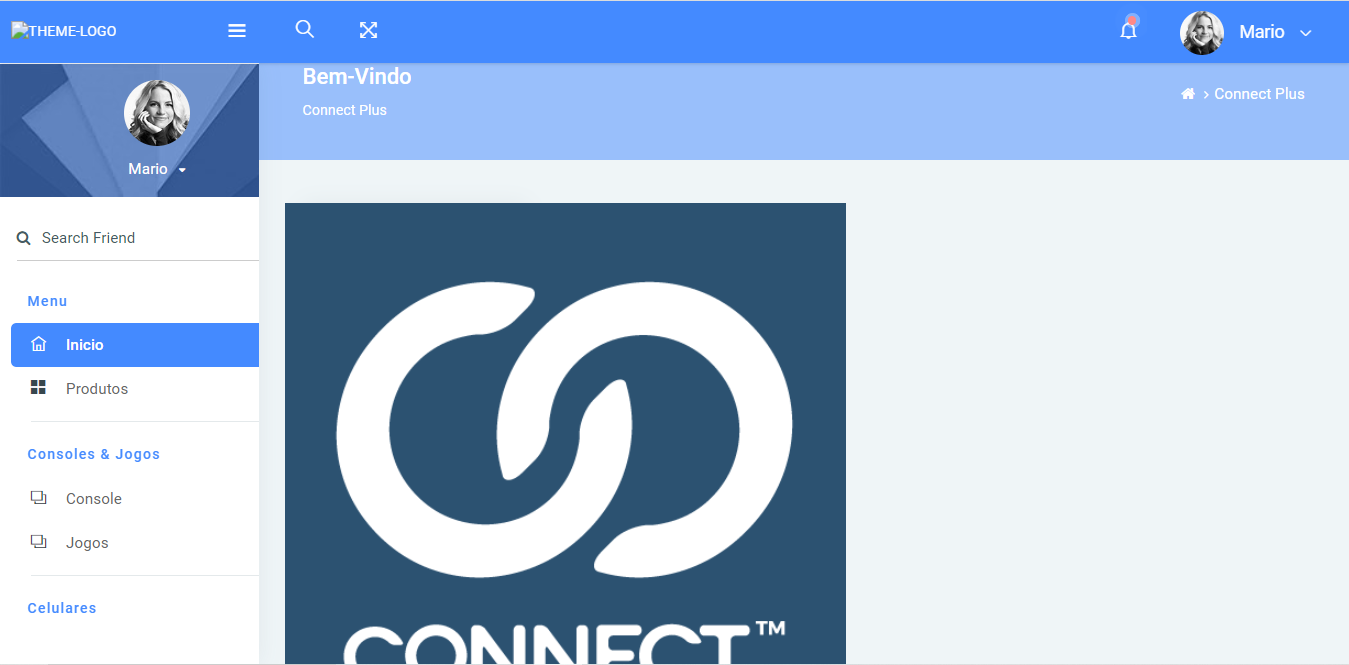 THEME-LOGO
Mario
Bem-Vindo
Connect Plus
Connect Plus
Mario
Search Friend
Menu
Inicio
Produtos
Consoles & Jogos
Console
Jogos
Celulares
CONNECT™